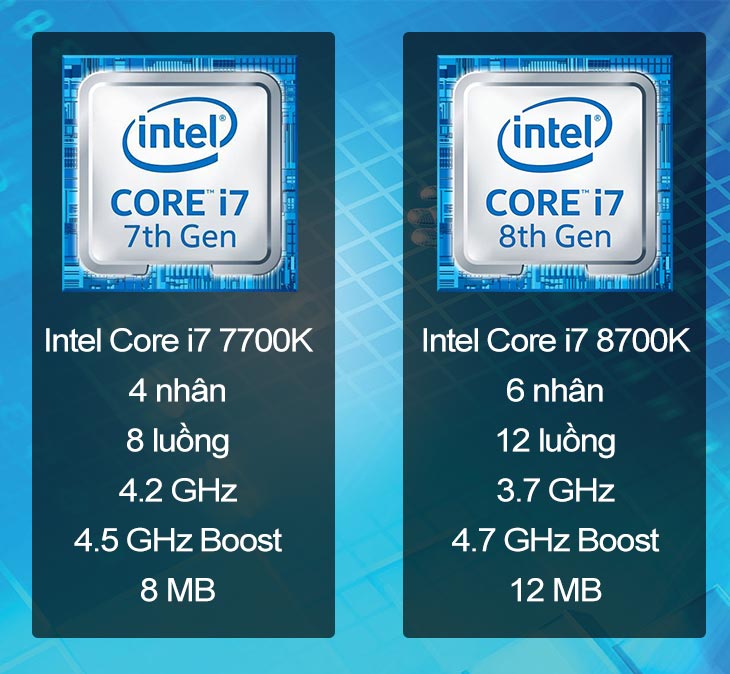 intel®
CORE™ i7
7th Gen
Intel Core i7 7700K
4 nhân
8 luồng
4.2 GHz
4.5 GHz Boost
8 MB
intel®
CORE™ i7
8th Gen
Intel Core i7 8700K
6 nhân
12 luồng
3.7 GHz
4.7 GHz Boost
12 MB